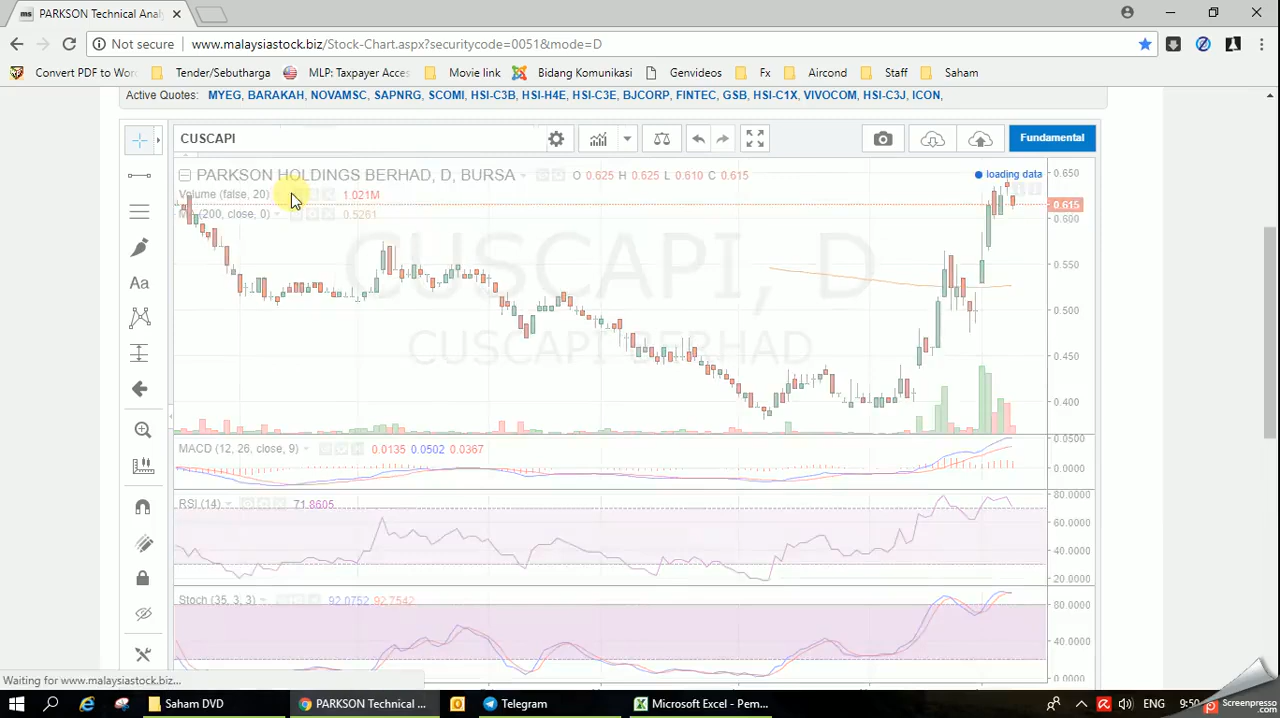 PARKSON Technical Anal
Not secure
www.malaysiastock.biz/Stock-Chart.aspx?securitycode=0051&mode=D
Convert PDF to Word Tender/Sebutharga MLP: Taxpayer Acces Movie link Bidang Komunikasi Genvideos Fx Aircond Staff Saham
Active Quotes: MYEG, BARAKAH, NOVAMSC, SAPNRG, SCOMI, HSI-C3B, HSI-H4E, HSI-C3E, BJCORP, FINTEC, GSB, HSI-C1X, VIVOCOM, HSI-C3J, ICON,
CUSCAPI
Fundamental
PARKSON HOLDINGS BERHAD, D, BURSA O 0.625 H 0.625 L 0.610 C 0.615
loading data
0.650
Volume (false, 20) 1.021M
0.615
MA (200, close, 0) 0.5261
0.600
CUSCAPI, D
CUSCAPI BERHAD
0.550
0.500
0.450
0.400
MACD (12, 26, close, 9) 0.0135 0.0502 0.0367
0.0500
0.0000
RSI (14) 71.8605
80.0000
60.0000
40.0000
20.0000
Stoch (35, 3, 3) 92.0752 92.7542
80.0000
40.0000
0.0000
Aa
Waiting for www.malaysiastock.biz...
Saham DVD
PARKSON Technical ...
Telegram
Microsoft Excel - Pem...
ENG
9:50
Screenpresso
.com